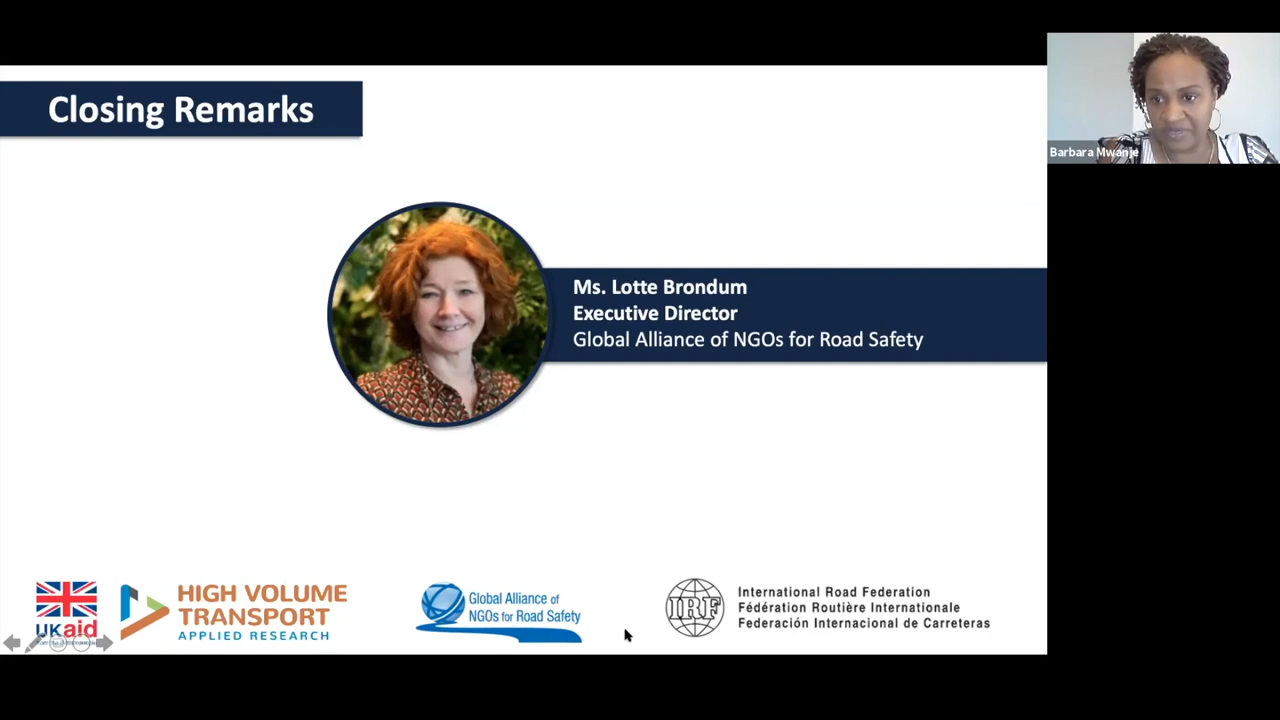 Closing Remarks
Barbara Mwanje
Ms. Lotte Brondum
Executive Director
Global Alliance of NGOs for Road Safety
UKaid
HIGH VOLUME
TRANSPORT
APPLIED RESEARCH
Global Alliance of
NGOs for Road Safety
IRF
International Road Federation
Fédération Routière Internationale
Federación Internacional de Carreteras